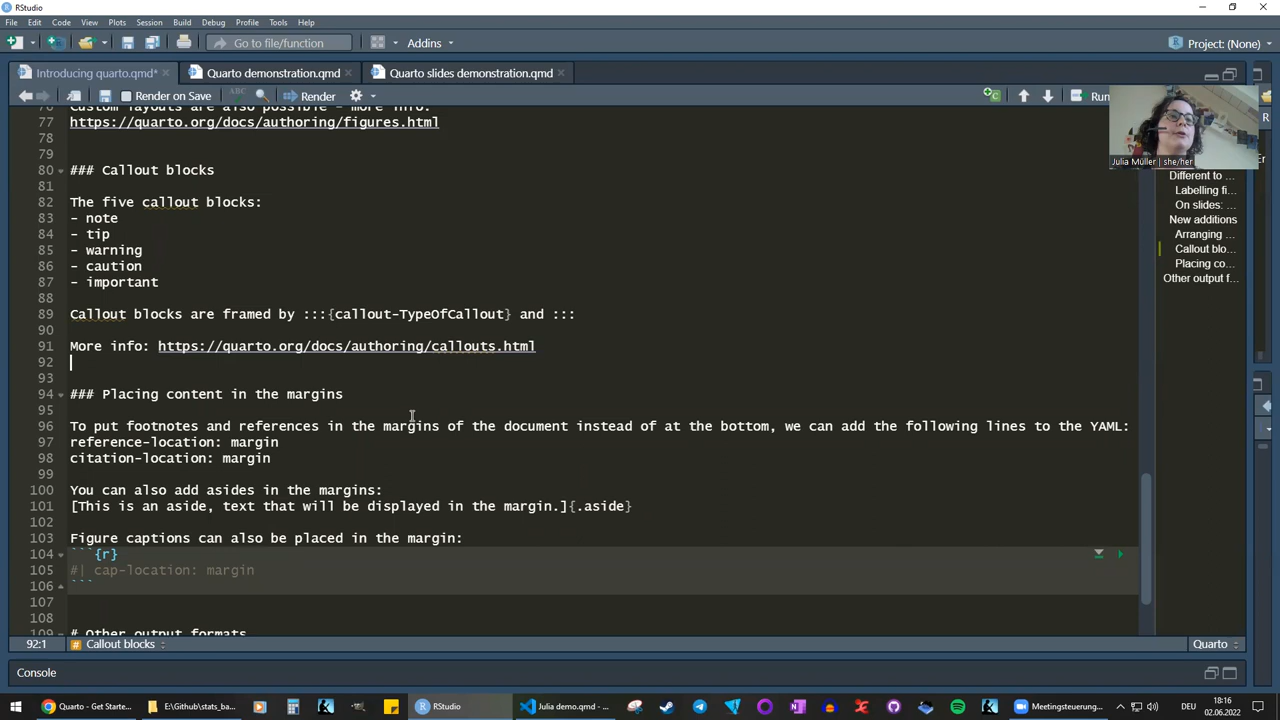 RStudio
File Edit Code View Plots Session Build Debug Profile Tools Help
Go to file/function Addins Project: (None)
Introducing quarto.qmd* Quarto demonstration.qmd Quarto slides demonstration.qmd
Render on Save ABC Render Run
76 Custom layouts are also possible - more info:
77 https://quarto.org/docs/authoring/figures.html
78
79
80 ### Callout blocks
81
82 The five callout blocks:
83 - note
84 - tip
85 - warning
86 - caution
87 - important
88
89 Callout blocks are framed by :::{callout-TypeOfCallout} and :::
90
91 More info: https://quarto.org/docs/authoring/callouts.html
92
93
94 ### Placing content in the margins
95
96 To put footnotes and references in the margins of the document instead of at the bottom, we can add the following lines to the YAML:
97 reference-location: margin
98 citation-location: margin
99
100 You can also add asides in the margins:
101 [This is an aside, text that will be displayed in the margin.]{.aside}
102
103 Figure captions can also be placed in the margin:
104 ```{r}
105 #| cap-location: margin
106 ```
107
108
109 # Other output formats
Julia Müller | she/her
Different to ...
Labelling fi...
On slides: ...
New additions
Arranging ...
Callout blo...
Placing co...
Other output f...
92:1 Callout blocks Quarto
Console
Quarto - Get Starte... E:\Github\stats_ba... RStudio Julia demo.qmd - ... Meetingsteuerung... DEU 18:16
02.06.2022